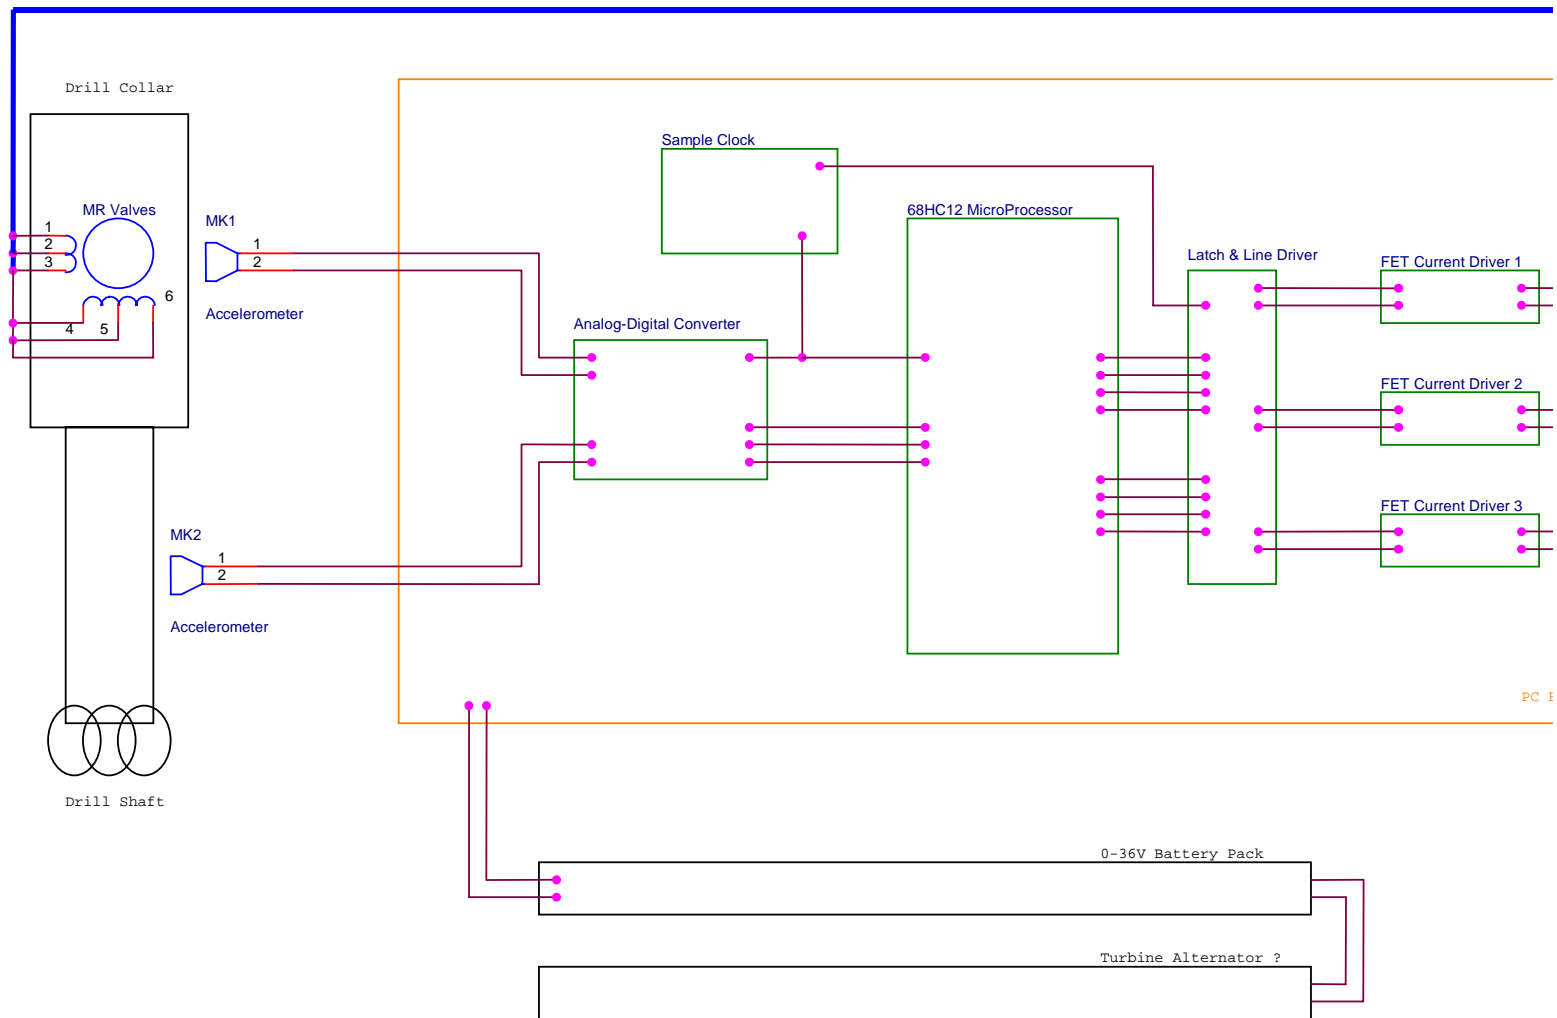 Drill Collar
Sample Clock
MR Valves
MK1
68HC12 MicroProcessor
1
2
3
1
2
Latch & Line Driver
FET Current Driver 1
6
4
5
Accelerometer
Analog-Digital Converter
FET Current Driver 2
FET Current Driver 3
MK2
1
2
Accelerometer
PC
Drill Shaft
0-36V Battery Pack
Turbine Alternator ?